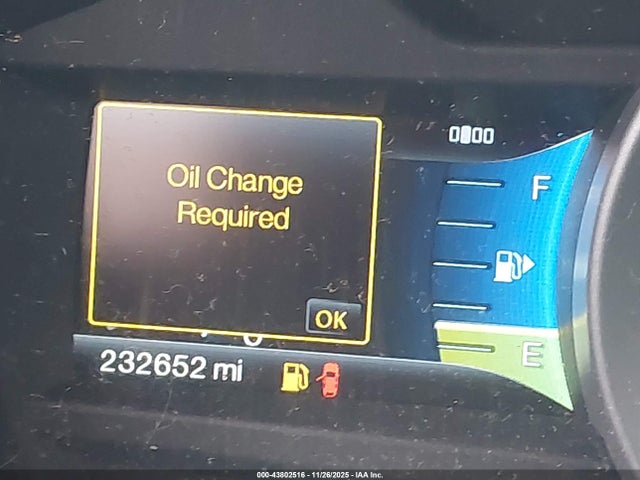 Oil Change
Required
OK
F
E
232652 mi
000-43802516 - 11/26/2025 - IAA Inc.